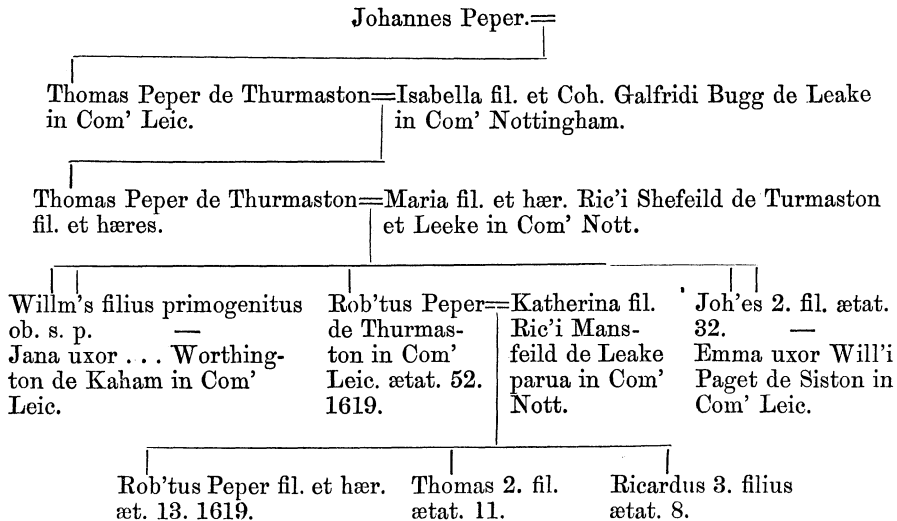 Johannes Peper.
Thomas Peper de Thurmaston=Isabella fil. et Coh. Galfridi Bugg de Leake
in Com' Leic.
in Com' Nottingham.
Thomas Peper de Thurmaston=Maria fil. et hær. Ric'i Shefeild de Turmaston
fil. et hæres.
et Leeke in Com' Nott.
Willm's filius primogenitus
ob. s. p. —
Jana uxor . . . Worthing-
ton de Kaham in Com'
Leic.
Rob'tus Peper=
de Thurmas-
ton in Com'
Leic. ætat. 52.
1619.
Katherina fil.
Ric'i Mans-
feild de Leake
parua in Com'
Nott.
Joh'es 2. fil. ætat.
32. —
Emma uxor Will'i
Paget de Siston in
Com' Leic.
Rob'tus Peper fil. et hær.
æt. 13. 1619.
Thomas 2. fil.
ætat. 11.
Ricardus 3. filius
ætat. 8.